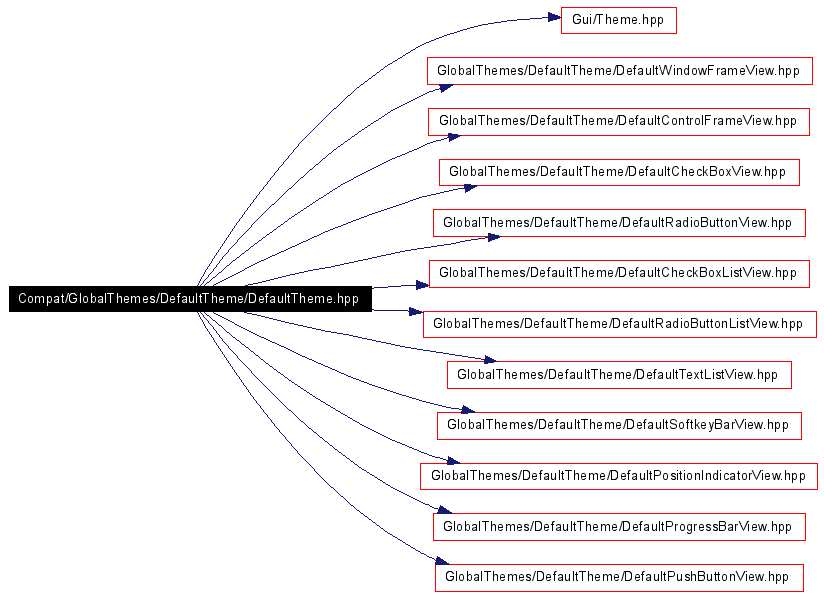 Gui/Theme.hpp
GlobalThemes/DefaultTheme/DefaultWindowFrameView.hpp
GlobalThemes/DefaultTheme/DefaultControlFrameView.hpp
GlobalThemes/DefaultTheme/DefaultCheckBoxView.hpp
GlobalThemes/DefaultTheme/DefaultRadioButtonView.hpp
GlobalThemes/DefaultTheme/DefaultCheckBoxListView.hpp
Compat/GlobalThemes/DefaultTheme/DefaultTheme.hpp
GlobalThemes/DefaultTheme/DefaultRadioButtonListView.hpp
GlobalThemes/DefaultTheme/DefaultTextListView.hpp
GlobalThemes/DefaultTheme/DefaultSoftkeyBarView.hpp
GlobalThemes/DefaultTheme/DefaultPositionIndicatorView.hpp
GlobalThemes/DefaultTheme/DefaultProgressBarView.hpp
GlobalThemes/DefaultTheme/DefaultPushButtonView.hpp